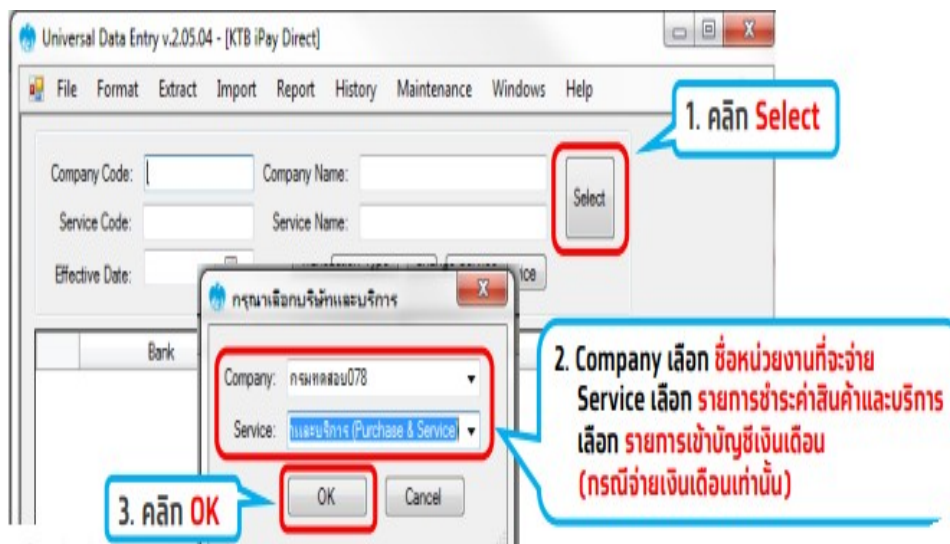 Universal Data Entry v.2.05.04 - [KTB iPay Direct]
File Format Extract Import Report History Maintenance Windows Help
1. คลิก Select
Company Code: Company Name:
Select
Service Code: Service Name:
Effective Date:
กรุณาเลือกบริษัทและบริการ
Bank
Company: กรมทดสอบ078
Service: และบริการ (Purchase & Service)
2. Company เลือก ชื่อหน่วยงานที่จะจ่าย
Service เลือก รายการชำระค่าสินค้าและบริการ
เลือก รายการเข้าบัญชีเงินเดือน
(กรณีจ่ายเงินเดือนเท่านั้น)
OK Cancel
3. คลิก OK